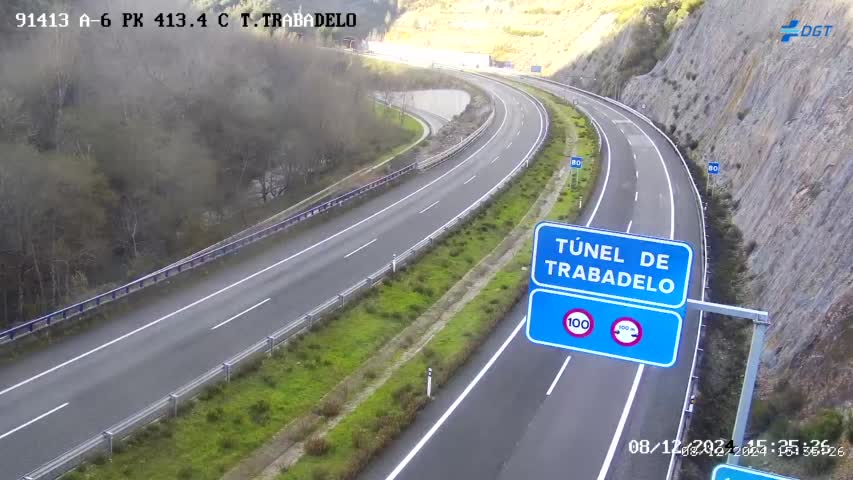 91413 A-6 PK 413.4 C T.TRABADELO
DGT
80
80
TÚNEL DE
TRABADELO
100
100 m
08/12/2024 15:25:26